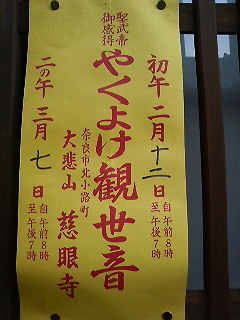 初午 二月十二日 自午前8時
至午後7時
聖武帝
御感得
やくよけ観世音
奈良市北小路町
大悲山 慈眼寺
二の午 三月七日 自午前8時
至午後7時